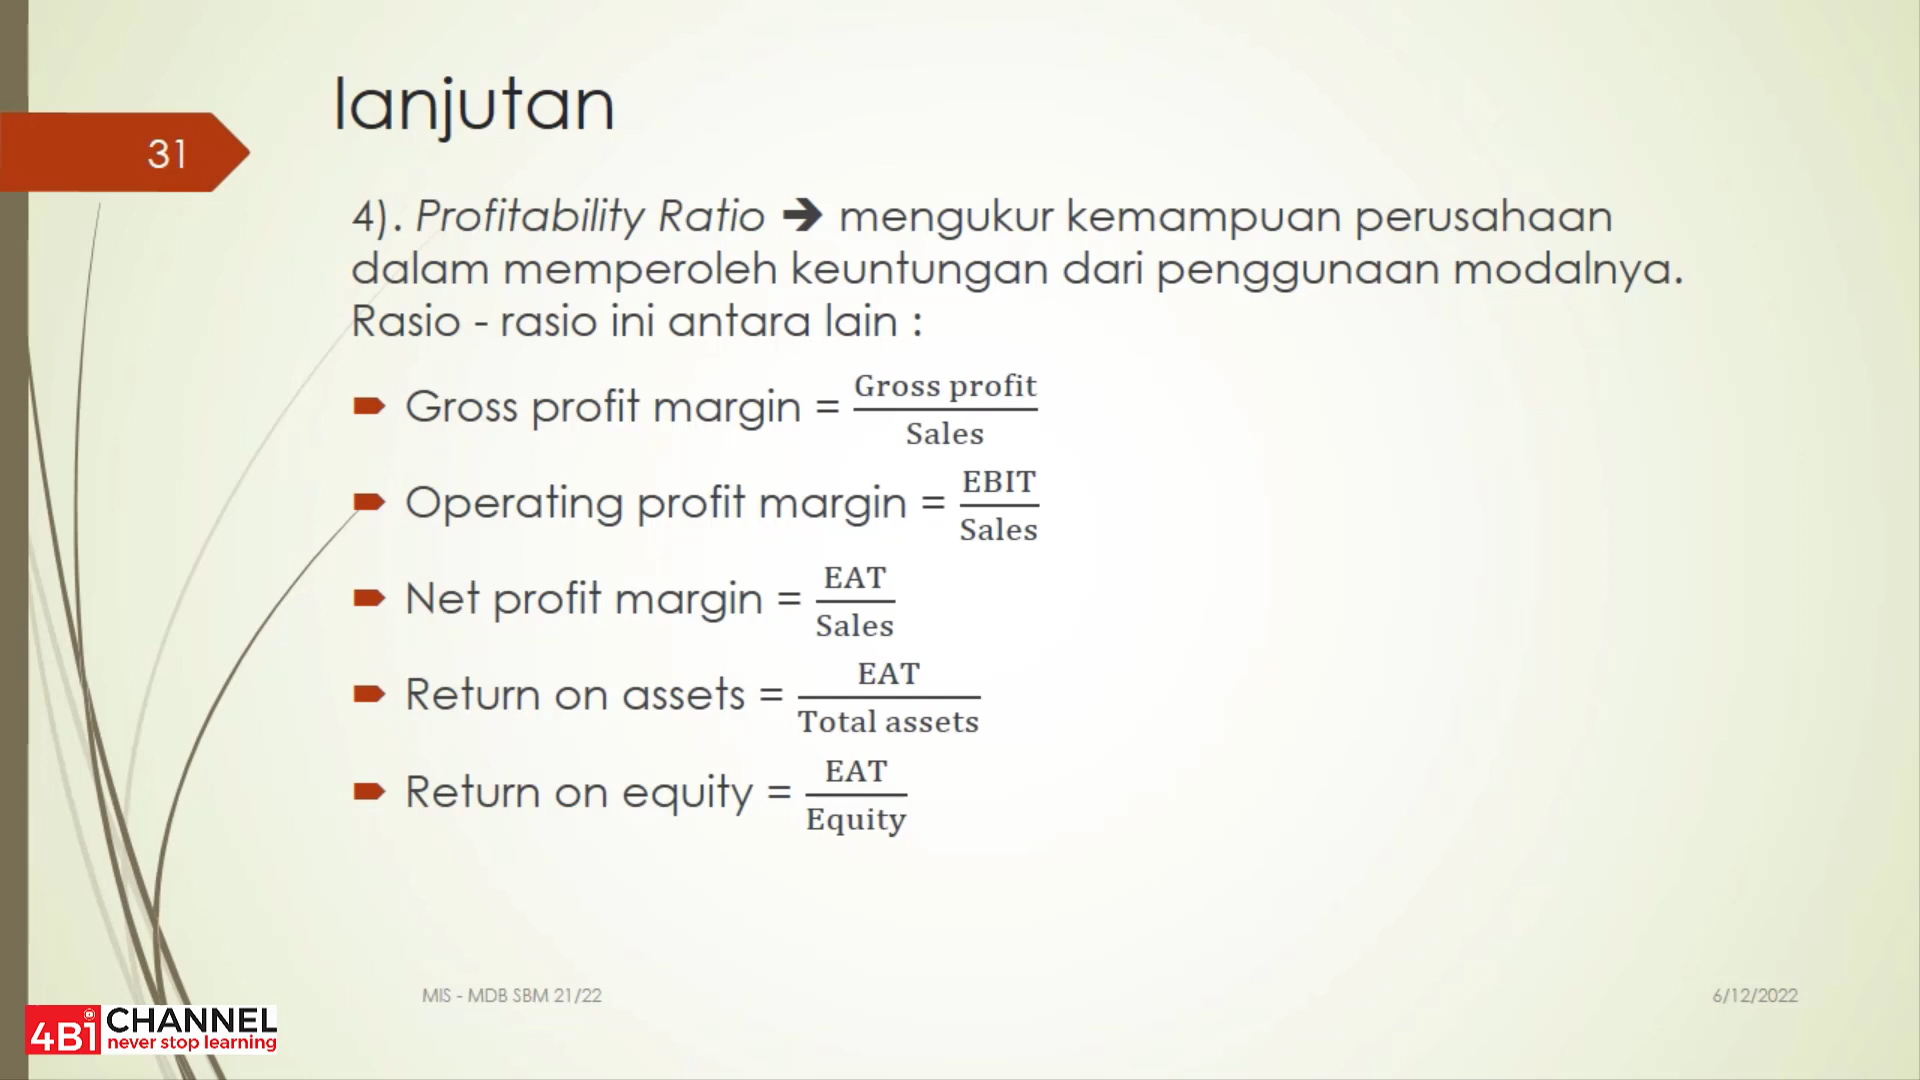 lanjutan
31
4). Profitability Ratio ➔ mengukur kemampuan perusahaan
dalam memperoleh keuntungan dari penggunaan modalnya.
Rasio - rasio ini antara lain :
Gross profit margin = Gross profit / Sales
Operating profit margin = EBIT / Sales
Net profit margin = EAT / Sales
Return on assets = EAT / Total assets
Return on equity = EAT / Equity
MIS - MDB SBM 21/22
6/12/2022
4Bi CHANNEL
never stop learning